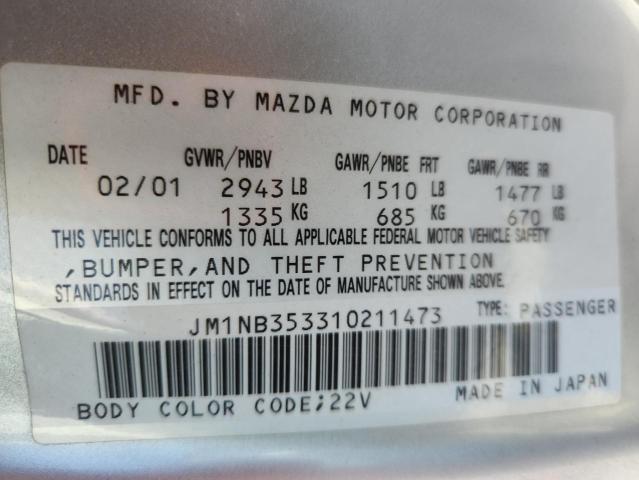 MFD. BY MAZDA MOTOR CORPORATION
DATE GVWR/PNBV GAWR/PNBE FRT GAWR/PNBE RR
02/01 2943 LB 1510 LB 1477 LB
1335 KG 685 KG 670 KG
THIS VEHICLE CONFORMS TO ALL APPLICABLE FEDERAL MOTOR VEHICLE SAFETY
,BUMPER,AND THEFT PREVENTION
STANDARDS IN EFFECT ON THE DATE OF MANUFACTURE SHOWN ABOVE.
JM1NB353310211473 TYPE: PASSENGER
BODY COLOR CODE;22V MADE IN JAPAN